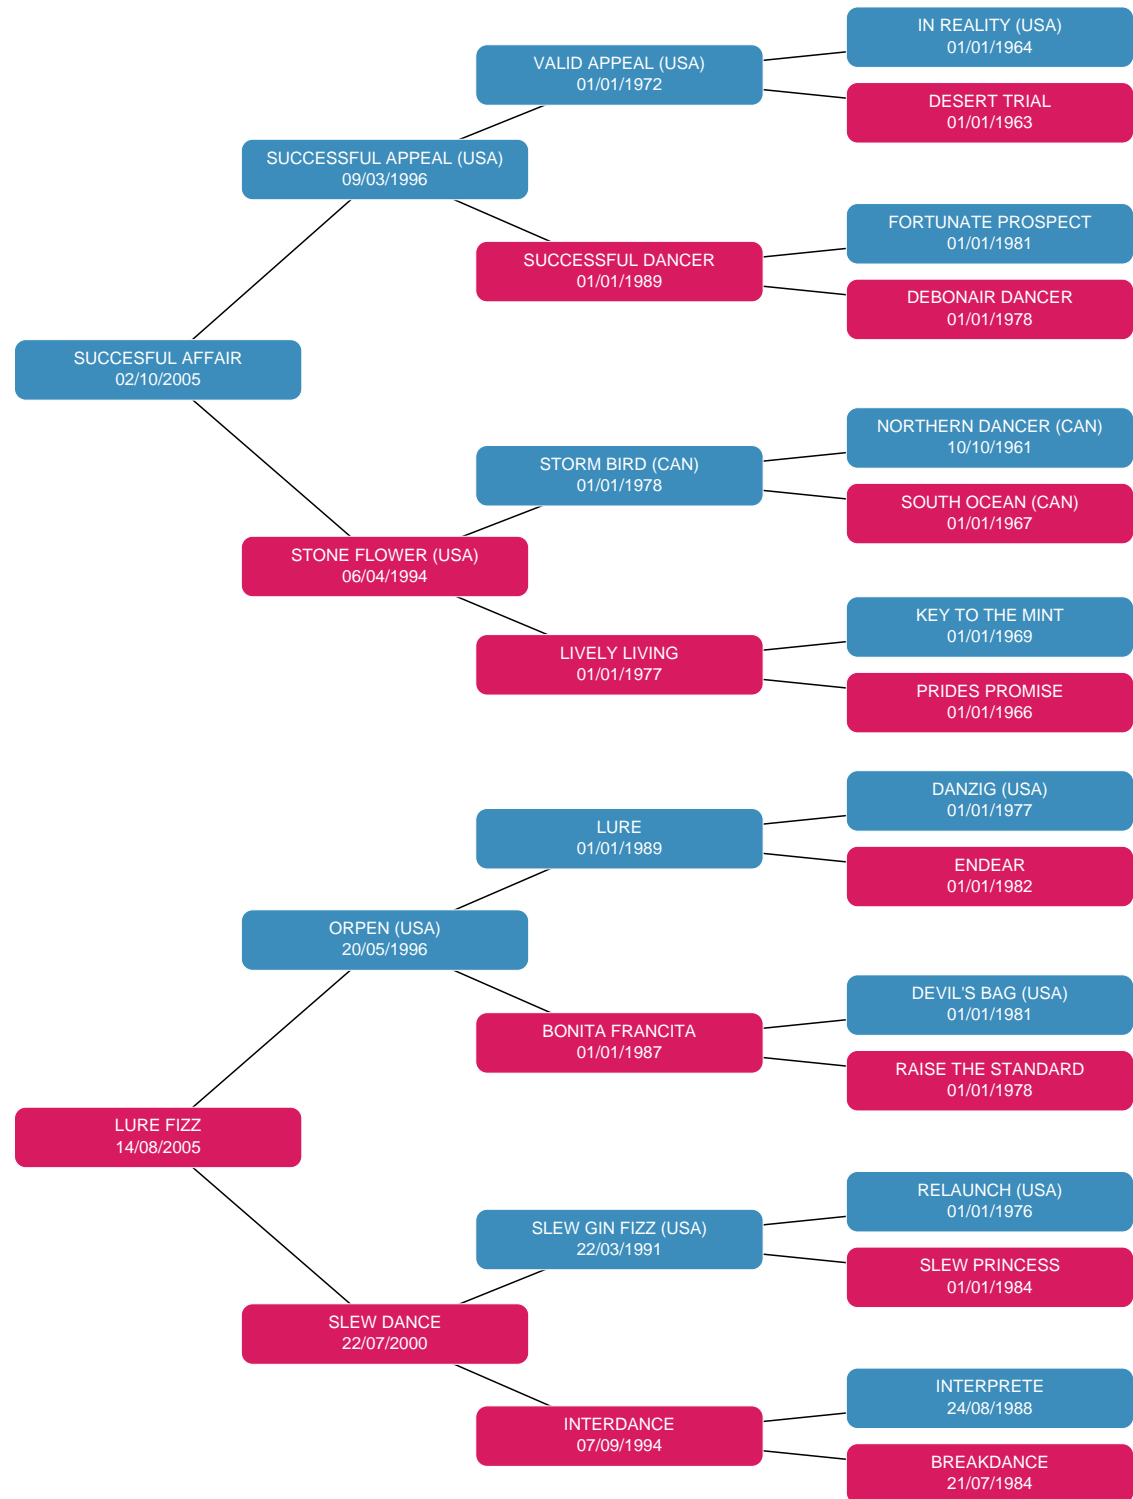 IN REALITY (USA)
01/01/1964
VALID APPEAL (USA)
01/01/1972
DESERT TRIAL
01/01/1963
SUCCESSFUL APPEAL (USA)
09/03/1996
FORTUNATE PROSPECT
01/01/1981
SUCCESSFUL DANCER
01/01/1989
DEBONAIR DANCER
01/01/1978
SUCCESFUL AFFAIR
02/10/2005
NORTHERN DANCER (CAN)
10/10/1961
STORM BIRD (CAN)
01/01/1978
SOUTH OCEAN (CAN)
01/01/1967
STONE FLOWER (USA)
06/04/1994
KEY TO THE MINT
01/01/1969
LIVELY LIVING
01/01/1977
PRIDES PROMISE
01/01/1966
DANZIG (USA)
01/01/1977
LURE
01/01/1989
ENDEAR
01/01/1982
ORPEN (USA)
20/05/1996
DEVIL'S BAG (USA)
01/01/1981
BONITA FRANCITA
01/01/1987
RAISE THE STANDARD
01/01/1978
LURE FIZZ
14/08/2005
RELAUNCH (USA)
01/01/1976
SLEW GIN FIZZ (USA)
22/03/1991
SLEW PRINCESS
01/01/1984
SLEW DANCE
22/07/2000
INTERPRETE
24/08/1988
INTERDANCE
07/09/1994
BREAKDANCE
21/07/1984